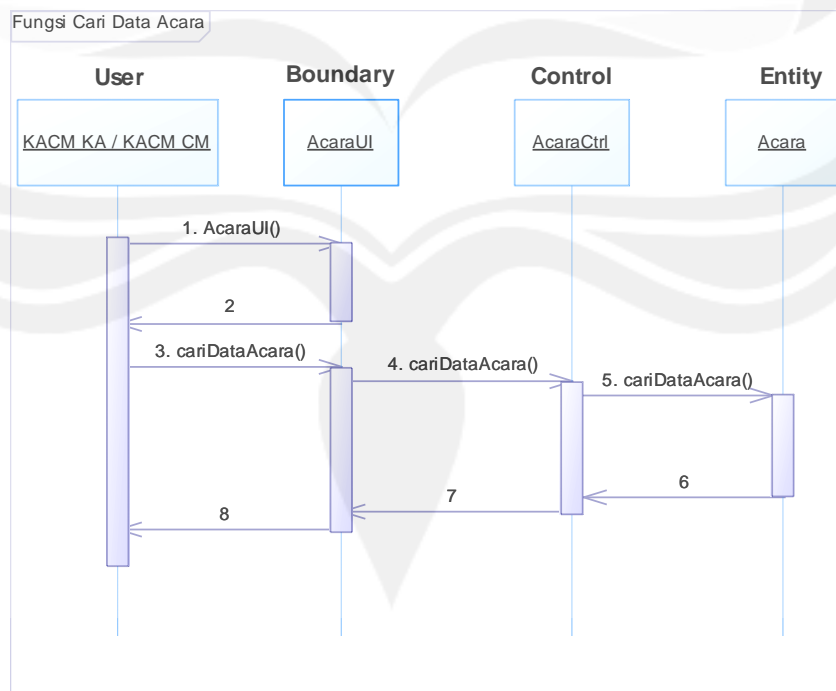 Fungsi Cari Data Acara
User
Boundary
Control
Entity
KACM KA / KACM CM
AcaraUI
AcaraCtrl
Acara
1. AcaraUI()
2
3. cariDataAcara()
4. cariDataAcara()
5. cariDataAcara()
6
7
8